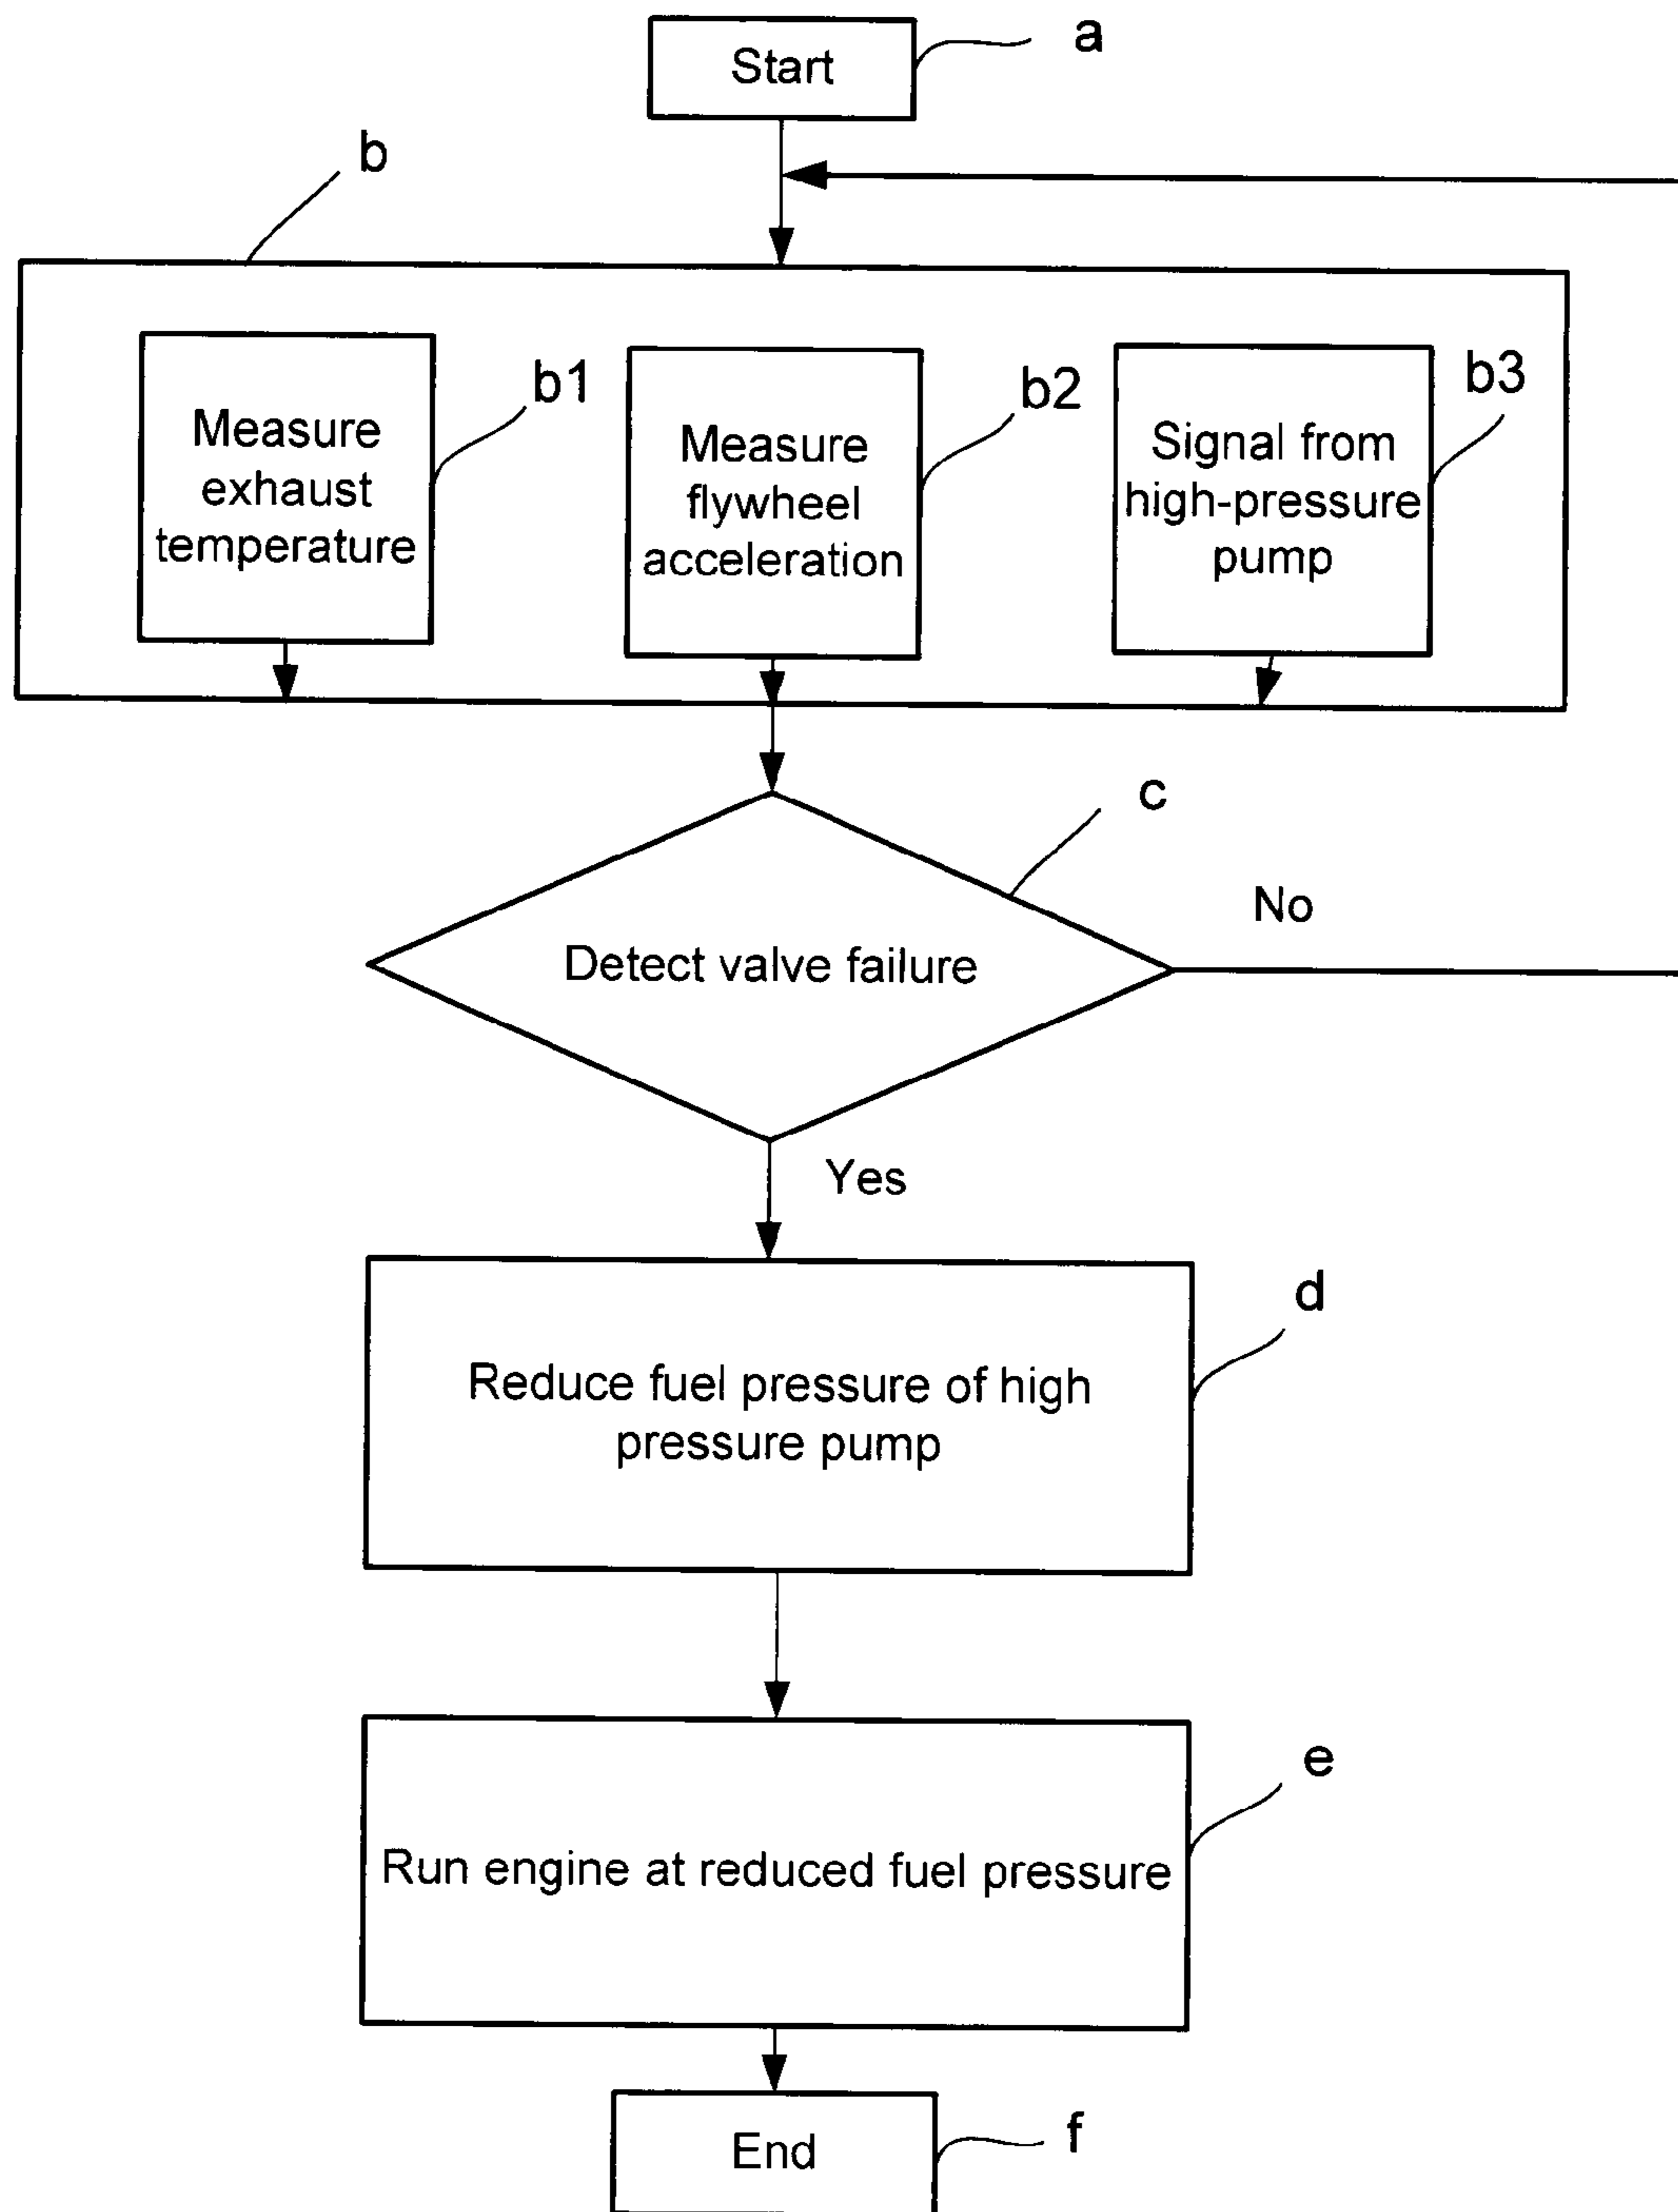 Start
a
b
Measure
exhaust
temperature
b1
Measure
flywheel
acceleration
b2
Signal from
high-pressure
pump
b3
c
Detect valve failure
No
Yes
d
Reduce fuel pressure of high
pressure pump
e
Run engine at reduced fuel pressure
End
f